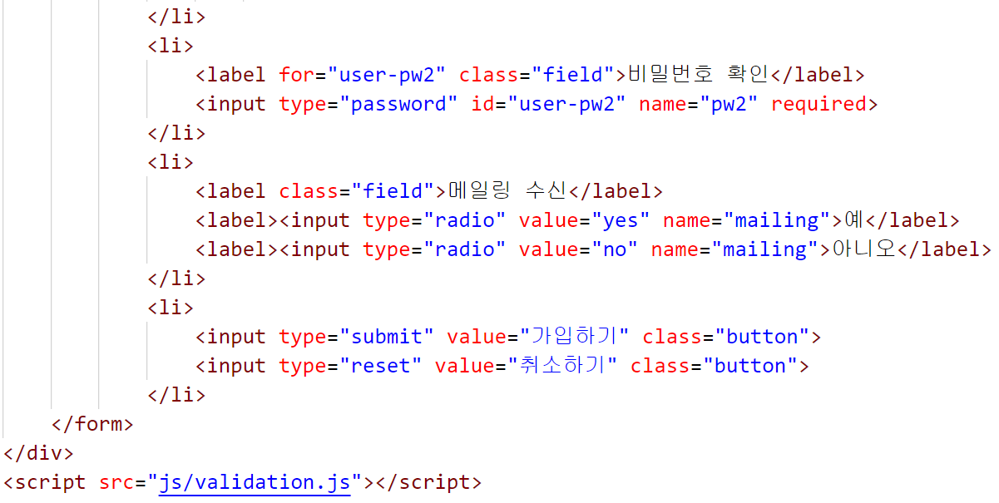 </li>
<li>
<label for="user-pw2" class="field">비밀번호 확인</label>
<input type="password" id="user-pw2" name="pw2" required>
</li>
<li>
<label class="field">메일링 수신</label>
<label><input type="radio" value="yes" name="mailing">예</label>
<label><input type="radio" value="no" name="mailing">아니오</label>
</li>
<li>
<input type="submit" value="가입하기" class="button">
<input type="reset" value="취소하기" class="button">
</li>
</form>
</div>
<script src="js/validation.js"></script>